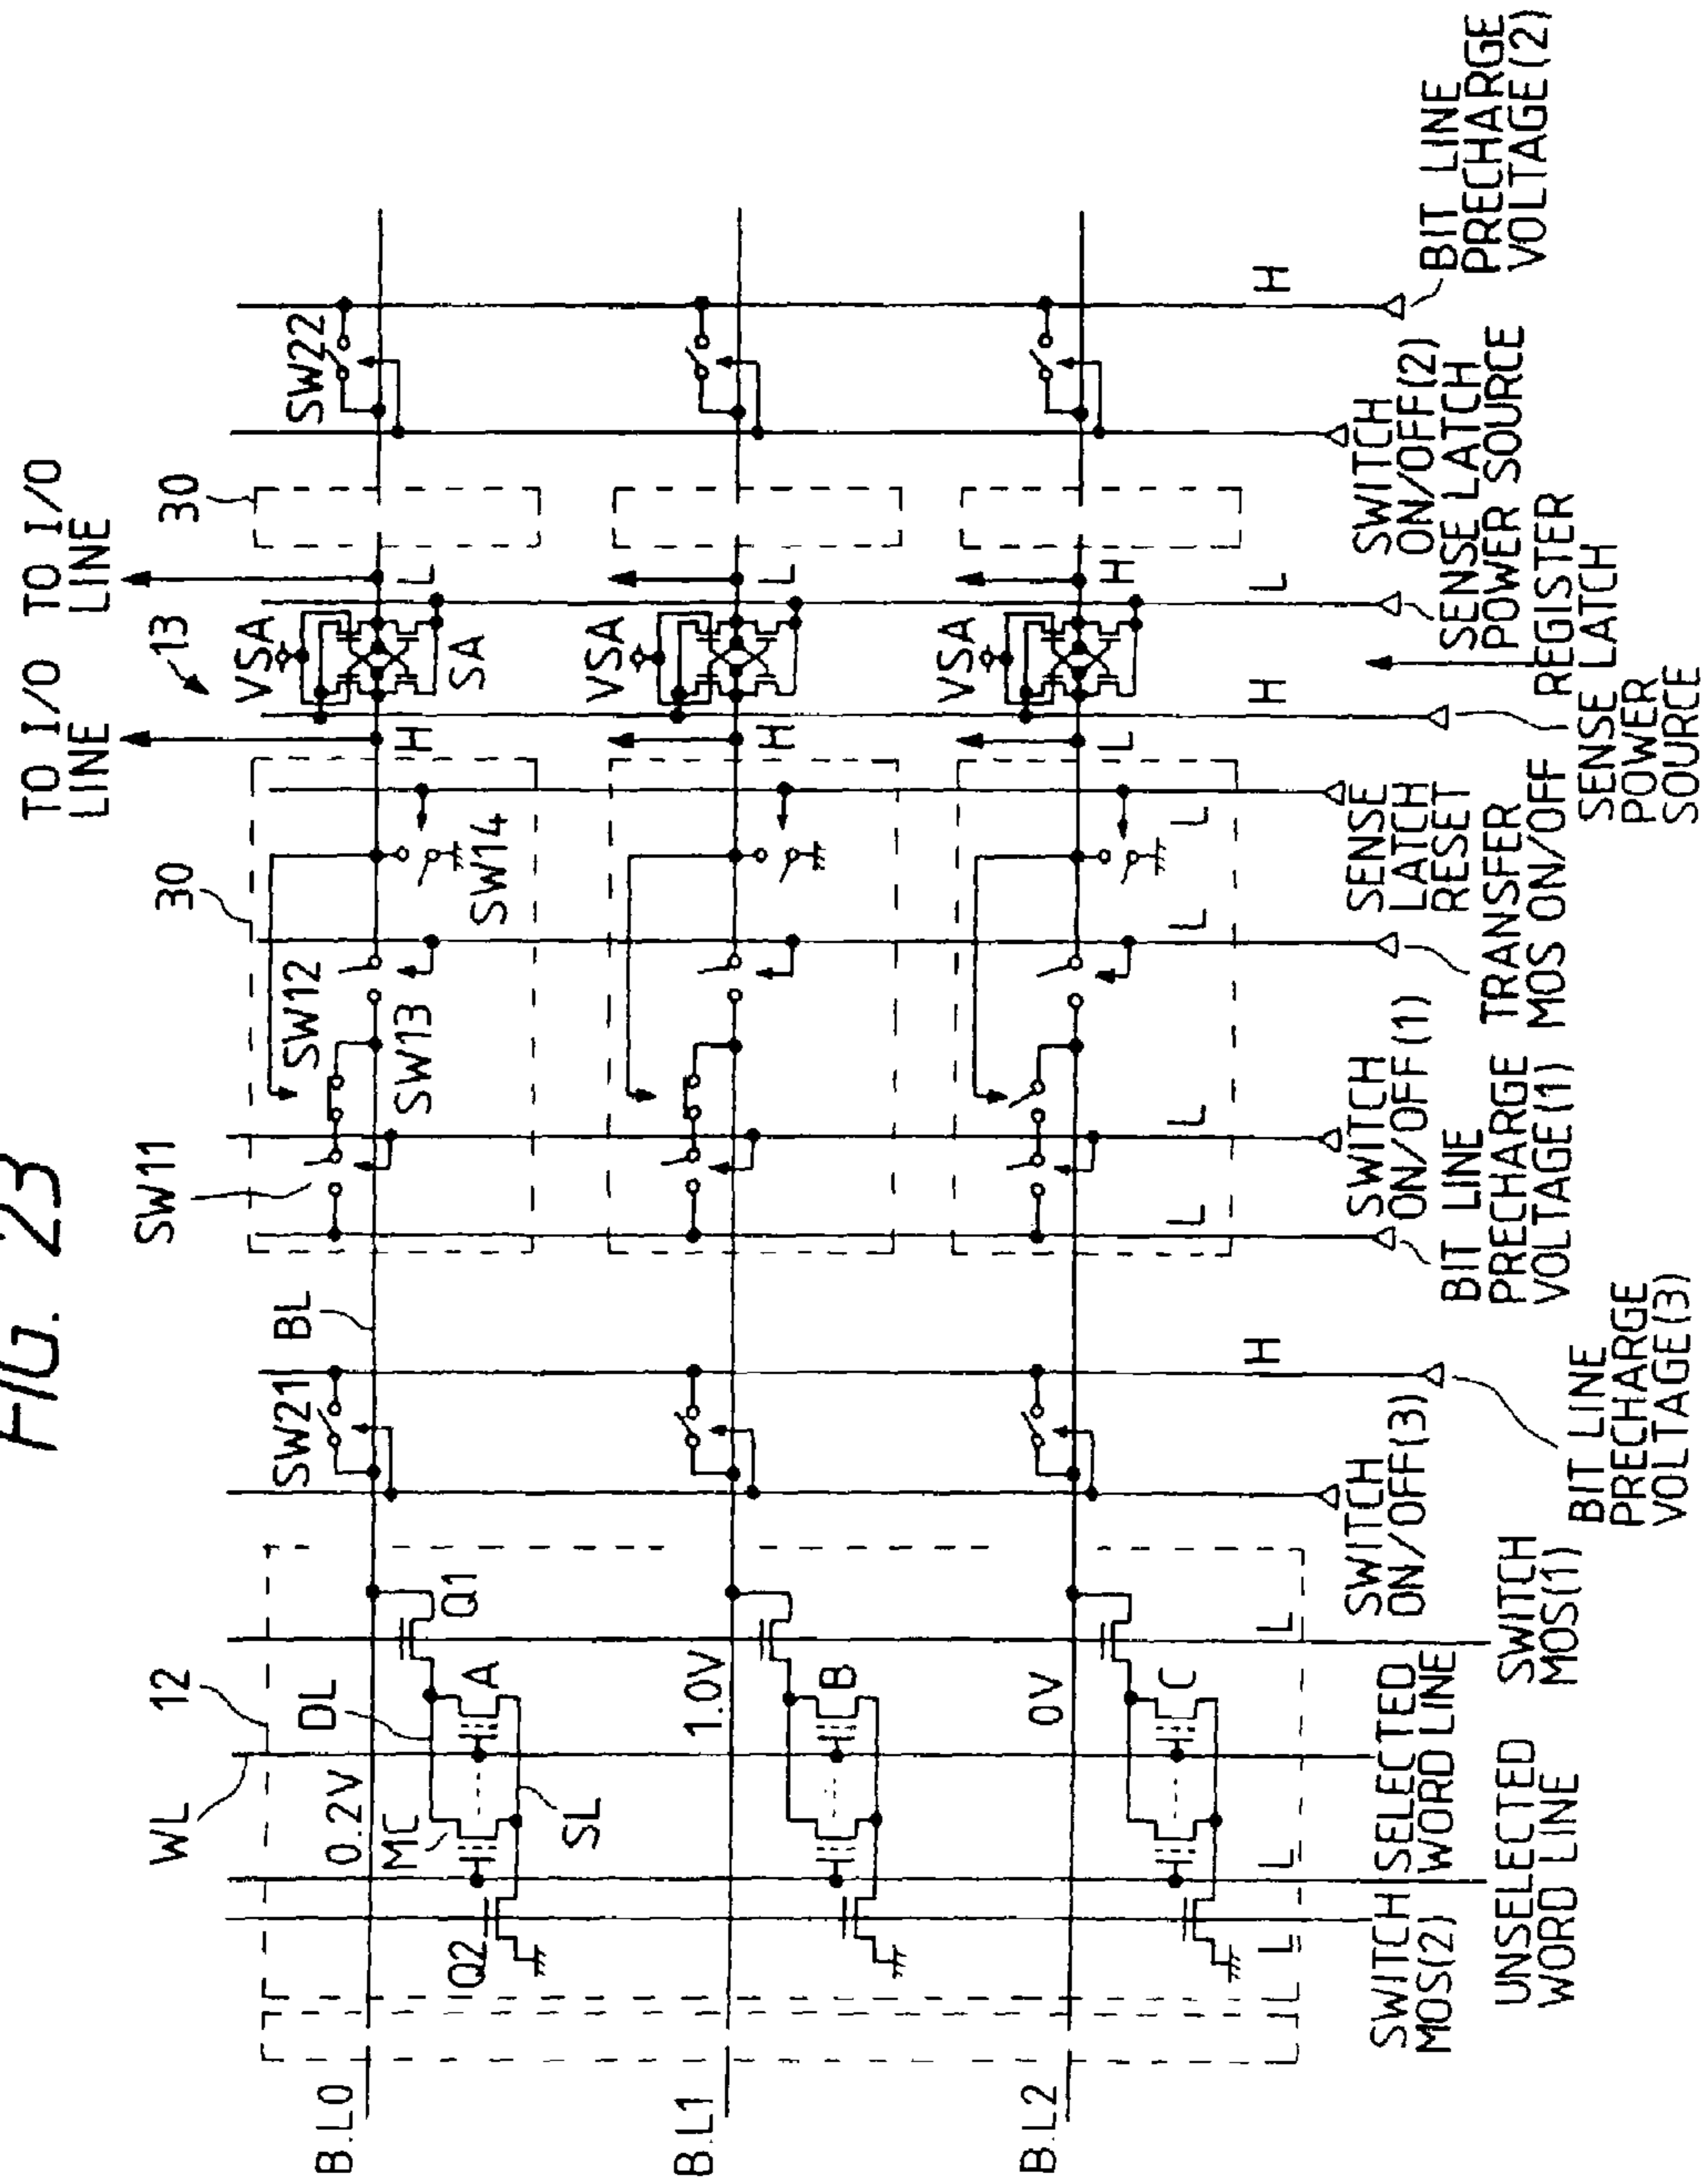 FIG. 23
TO I/O
LINE
TO I/O
LINE
13
30
30
SW11
SW12
SW13
SW14
SW21
SW22
BL
WL
12
DL
MC
SL
Q1
Q2
A
B
C
0.2V
1.0V
0V
B.L0
B.L1
B.L2
VSA
VSA
VSA
SA
H
L
H
L
L
H
L
L
L
H
L
L
L
L
H
L
H
SWITCH
MOS(2)
UNSELECTED
WORD LINE
SELECTED
WORD LINE
SWITCH
MOS(1)
SWITCH
ON/OFF(3)
BIT LINE
PRECHARGE
VOLTAGE(3)
BIT LINE
PRECHARGE
VOLTAGE(1)
SWITCH
ON/OFF(1)
TRANSFER
MOS ON/OFF
SENSE
LATCH
RESET
SENSE LATCH
POWER
SOURCE
REGISTER
SENSE LATCH
POWER SOURCE
SWITCH
ON/OFF(2)
BIT LINE
PRECHARGE
VOLTAGE(2)